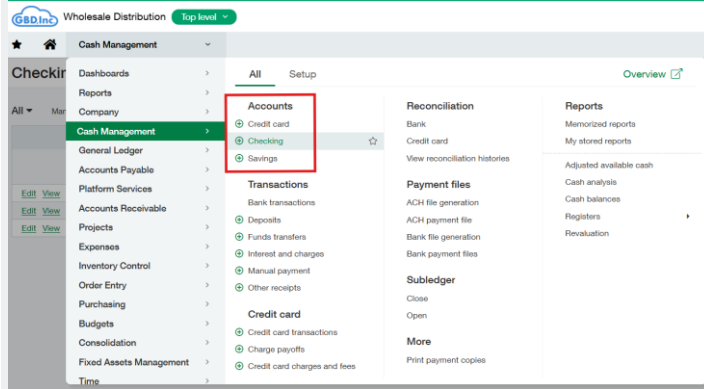 GBD.Inc
Wholesale Distribution
Top level
Cash Management
Checkin
All
Man
Edit View
Edit View
Edit View
Dashboards
Reports
Company
Cash Management
General Ledger
Accounts Payable
Platform Services
Accounts Receivable
Projects
Expenses
Inventory Control
Order Entry
Purchasing
Budgets
Consolidation
Fixed Assets Management
Time
All
Setup
Overview
Accounts
Credit card
Checking
Savings
Transactions
Bank transactions
Deposits
Funds transfers
Interest and charges
Manual payment
Other receipts
Credit card
Credit card transactions
Charge payoffs
Credit card charges and fees
Reconciliation
Bank
Credit card
View reconciliation histories
Payment files
ACH file generation
ACH payment file
Bank file generation
Bank payment files
Subledger
Close
Open
More
Print payment copies
Reports
Memorized reports
My stored reports
Adjusted available cash
Cash analysis
Cash balances
Registers
Revaluation